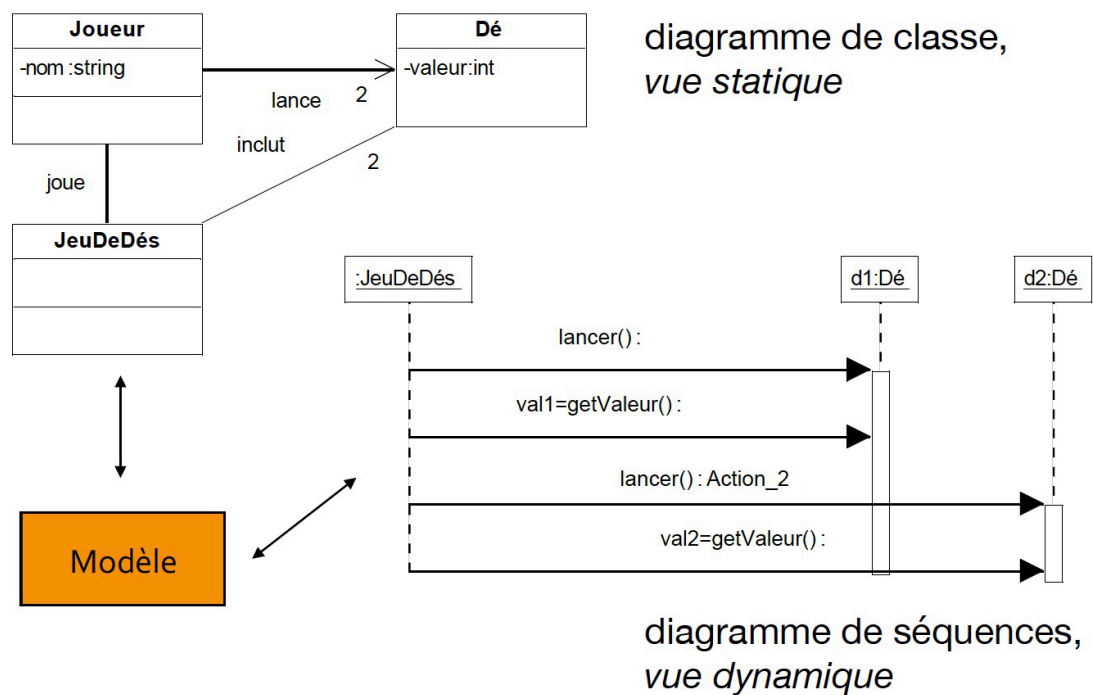 Joueur
-nom :string
Dé
-valeur:int
diagramme de classe,
vue statique
lance
2
inclut
2
joue
JeuDeDés
:JeuDeDés
d1:Dé
d2:Dé
lancer() :
val1=getValeur() :
lancer() : Action_2
val2=getValeur() :
Modèle
diagramme de séquences,
vue dynamique